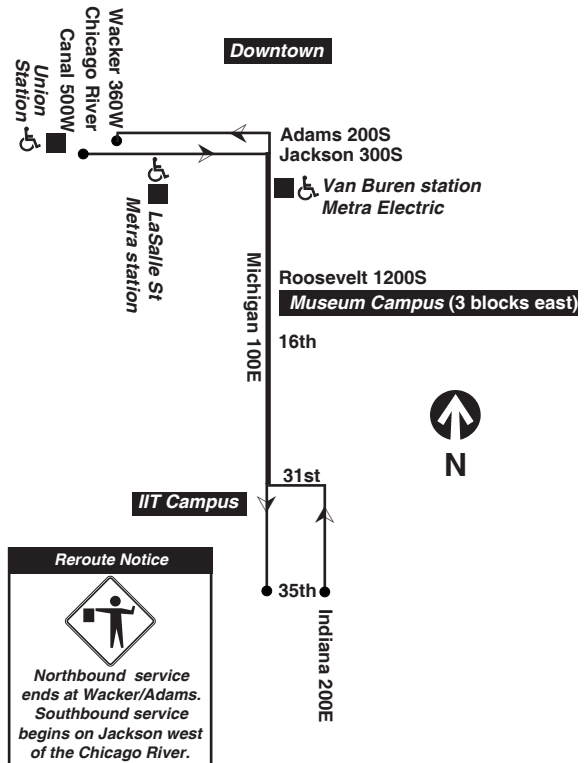 Downtown
Union
Station
Canal 500W
Chicago River
Wacker 360W
Adams 200S
Jackson 300S
Van Buren station
Metra Electric
LaSalle St
Metra station
Michigan 100E
Roosevelt 1200S
Museum Campus (3 blocks east)
16th
N
31st
IIT Campus
35th
Indiana 200E
Reroute Notice
Northbound service
ends at Wacker/Adams.
Southbound service
begins on Jackson west
of the Chicago River.